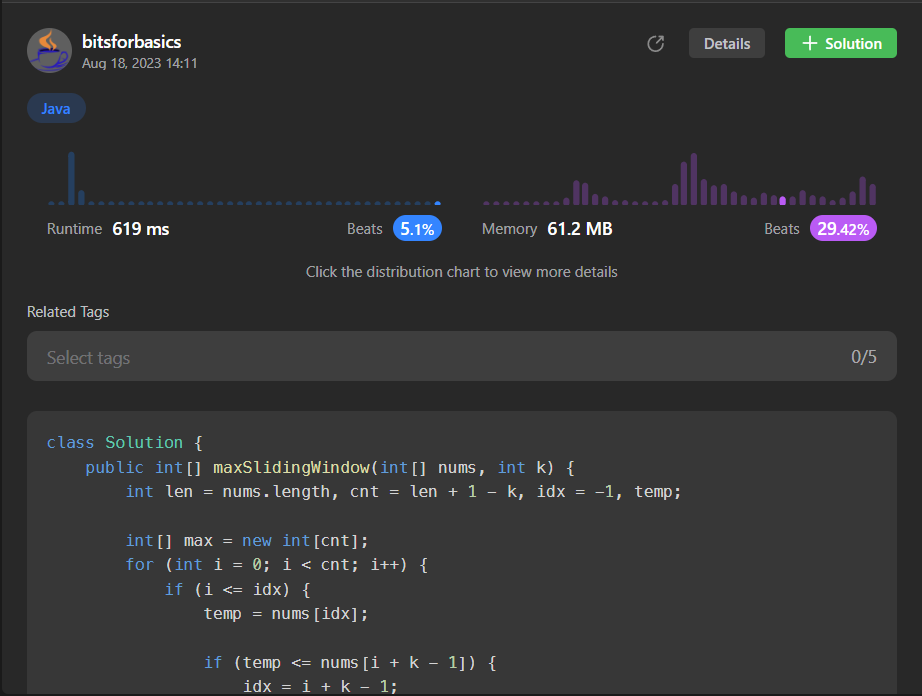 bitsforbasics
Aug 18, 2023 14:11
Details
+ Solution
Java
Runtime 619 ms Beats 5.1%
Memory 61.2 MB Beats 29.42%
Click the distribution chart to view more details
Related Tags
Select tags 0/5
class Solution {
    public int[] maxSlidingWindow(int[] nums, int k) {
        int len = nums.length, cnt = len + 1 - k, idx = -1, temp;
        int[] max = new int[cnt];
        for (int i = 0; i < cnt; i++) {
            if (i <= idx) {
                temp = nums[idx];
                if (temp <= nums[i + k - 1]) {
                    idx = i + k - 1;